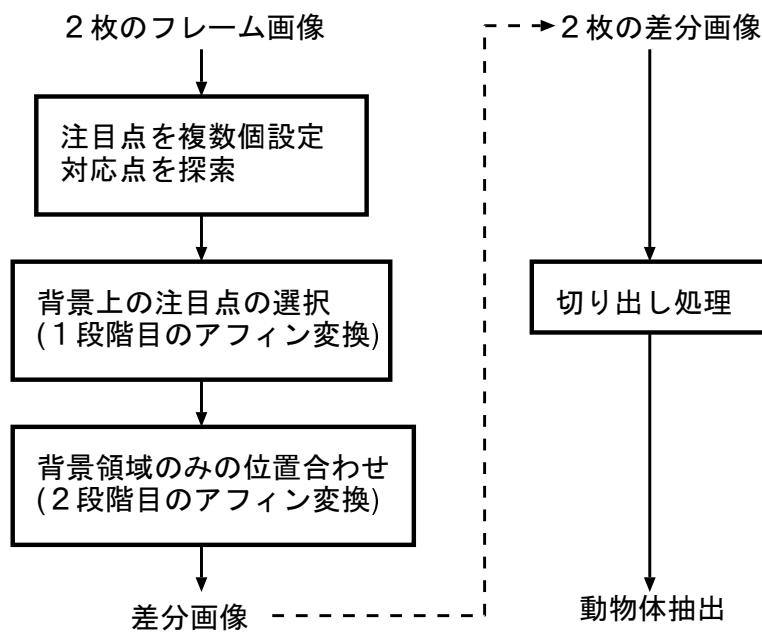 ２枚のフレーム画像
注目点を複数個設定
対応点を探索
背景上の注目点の選択
(１段階目のアフィン変換)
背景領域のみの位置合わせ
(２段階目のアフィン変換)
差分画像
２枚の差分画像
切り出し処理
動物体抽出